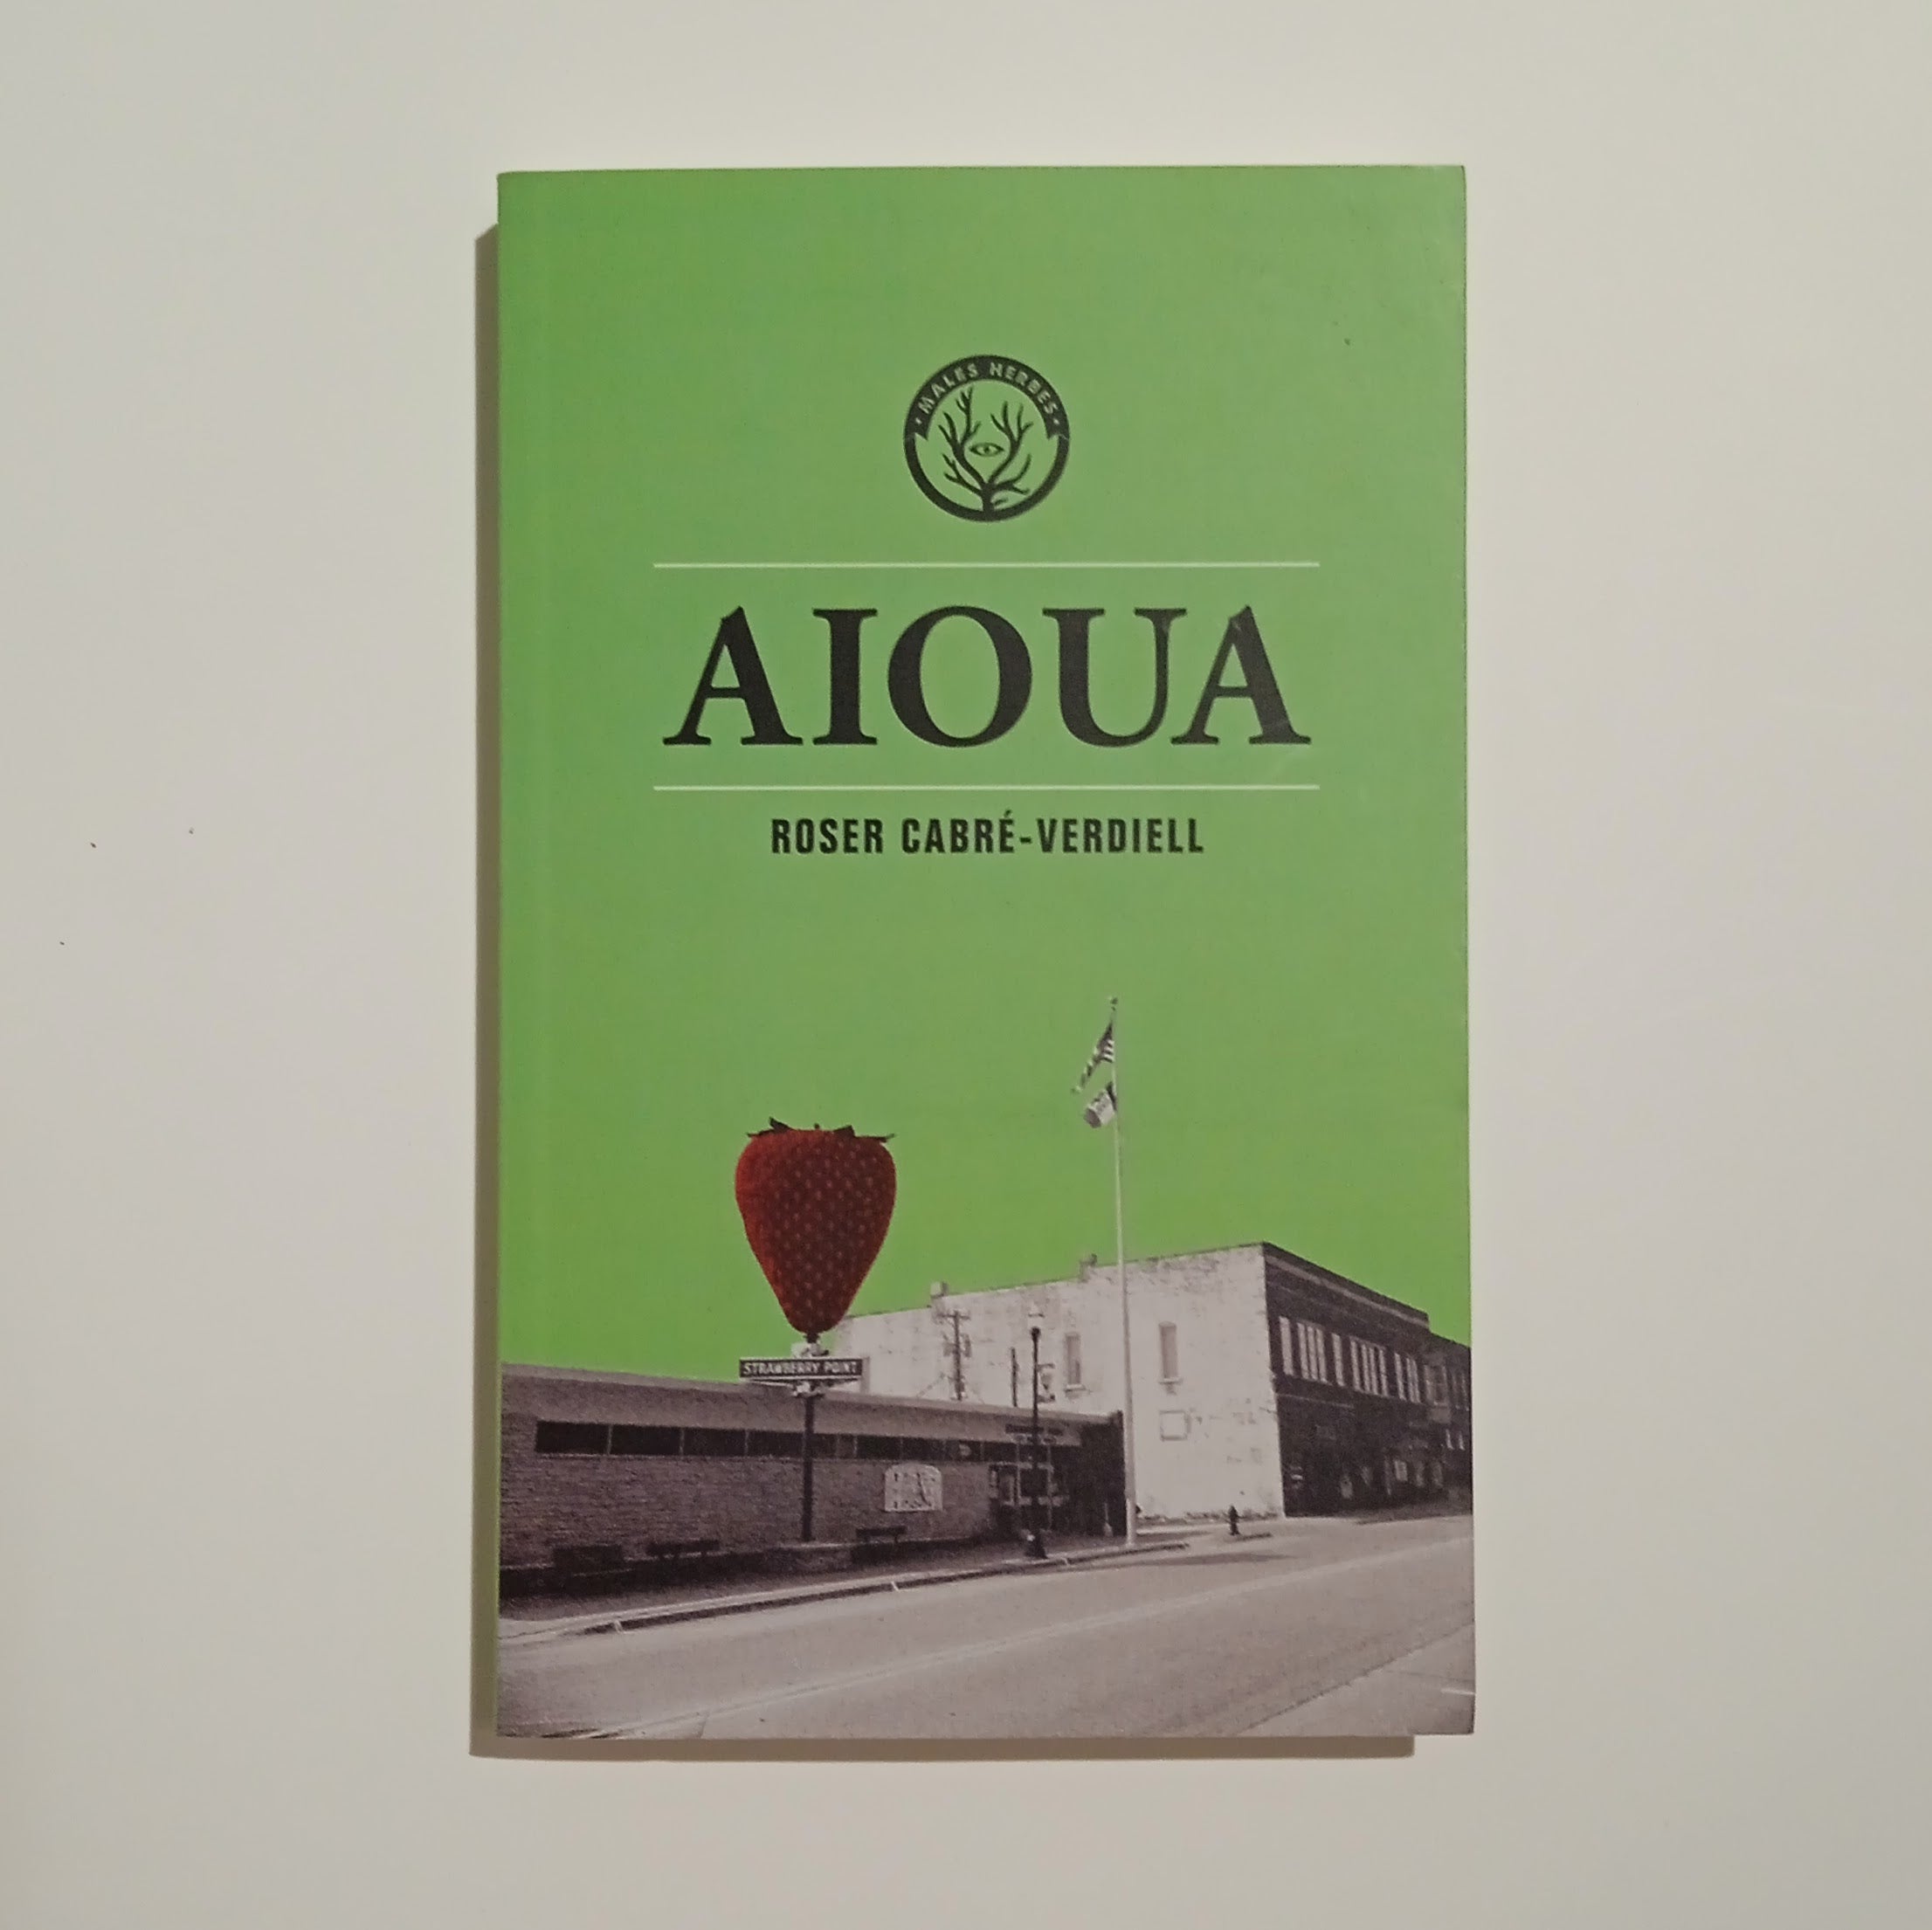 MALES HERBES
AIOUA
ROSER CABRÉ-VERDIELL
STRAWBERRY POINT